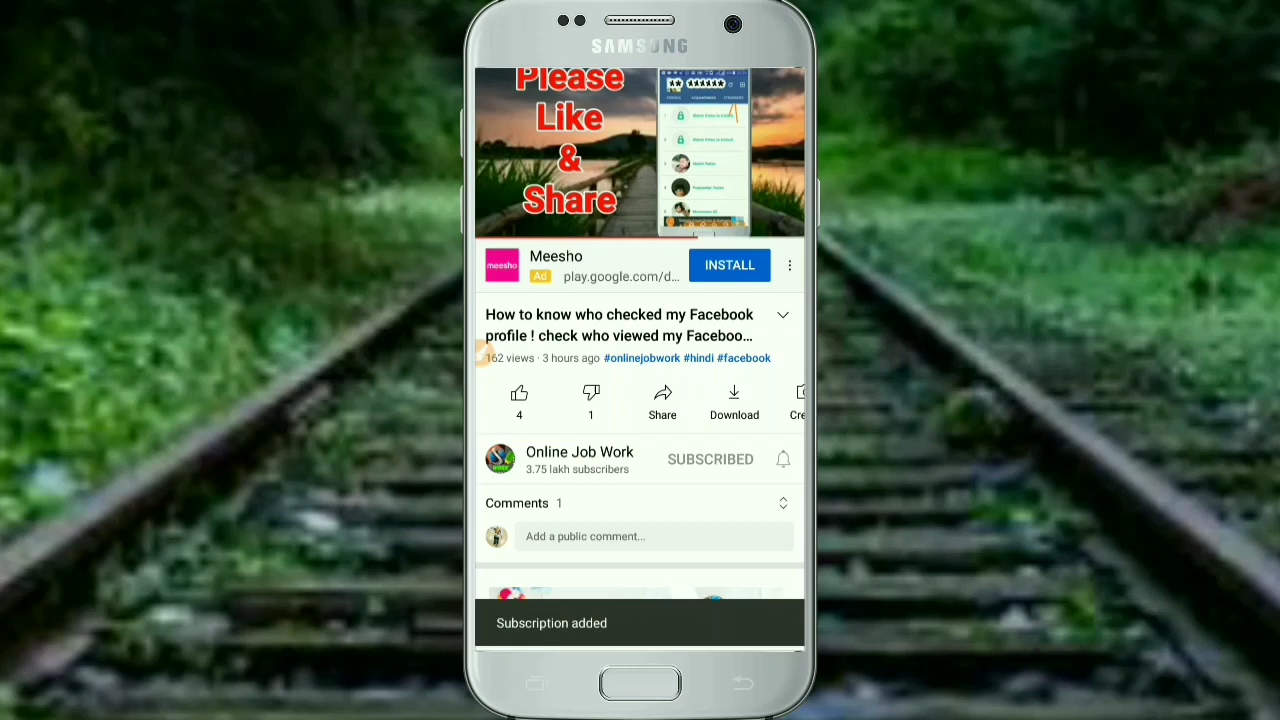 SAMSUNG
Please
Like
&
Share
meesho
Meesho
Ad play.google.com/d...
INSTALL
How to know who checked my Facebook
profile ! check who viewed my Faceboo...
162 views · 3 hours ago #onlinejobwork #hindi #facebook
4
1
Share
Download
Cre
Online Job Work
3.75 lakh subscribers
SUBSCRIBED
Comments 1
Add a public comment...
Subscription added